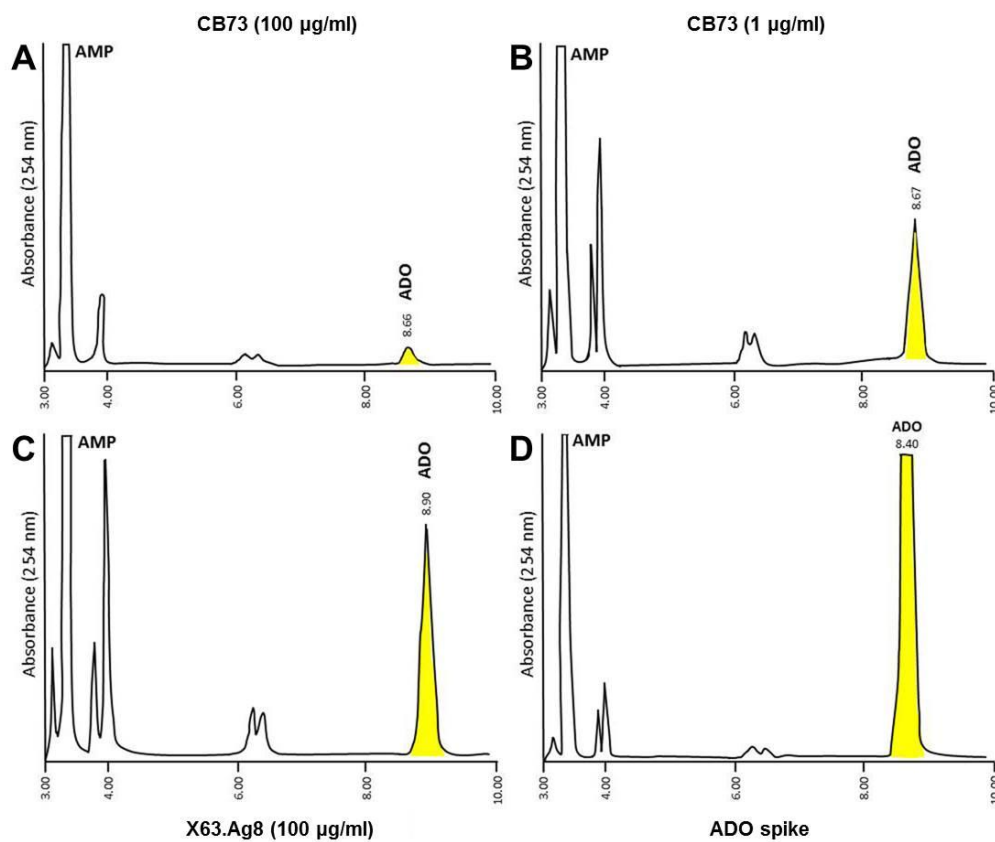 CB73 (100 µg/ml)
CB73 (1 µg/ml)
A
AMP
Absorbance (254 nm)
ADO
8.66
3.00
4.00
6.00
8.00
10.00
B
AMP
Absorbance (254 nm)
ADO
8.67
3.00
4.00
6.00
8.00
10.00
C
AMP
Absorbance (254 nm)
ADO
8.90
3.00
4.00
6.00
8.00
10.00
D
AMP
Absorbance (254 nm)
ADO
8.40
3.00
4.00
6.00
8.00
10.00
X63.Ag8 (100 µg/ml)
ADO spike